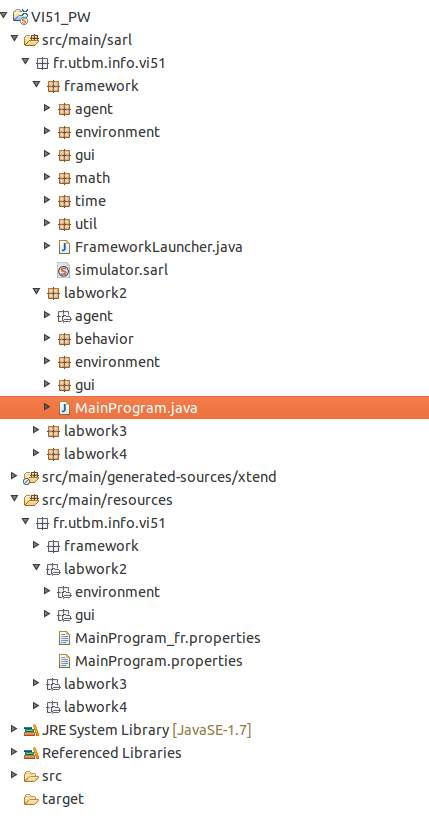 VI51_PW
src/main/sarl
fr.utbm.info.vi51
framework
agent
environment
gui
math
time
util
FrameworkLauncher.java
simulator.sarl
labwork2
agent
behavior
environment
gui
MainProgram.java
labwork3
labwork4
src/main/generated-sources/xtend
src/main/resources
fr.utbm.info.vi51
framework
labwork2
environment
gui
MainProgram_fr.properties
MainProgram.properties
labwork3
labwork4
JRE System Library [JavaSE-1.7]
Referenced Libraries
src
target